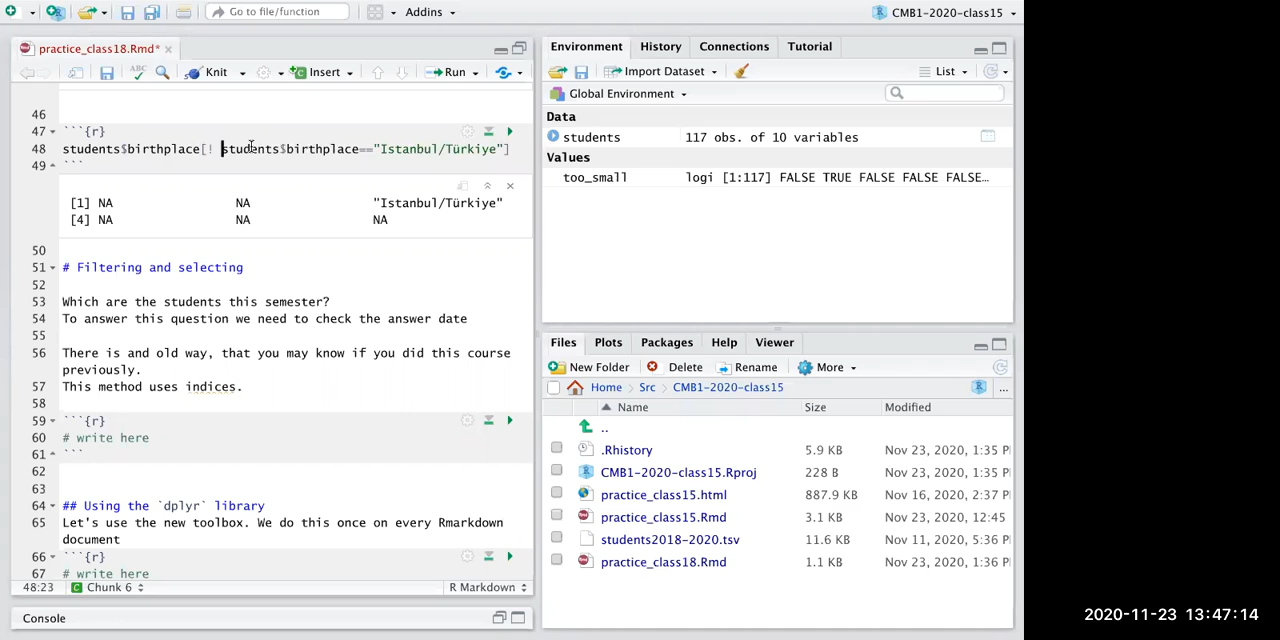 Go to file/function
Addins
CMB1-2020-class15
practice_class18.Rmd*
ABC
Knit
Insert
Run
46
47 ```{r}
48 students$birthplace[! students$birthplace=="Istanbul/Türkiye"]
49 ```
[1] NA NA "Istanbul/Türkiye"
[4] NA NA NA
50
51 # Filtering and selecting
52
53 Which are the students this semester?
54 To answer this question we need to check the answer date
55
56 There is and old way, that you may know if you did this course
previously.
57 This method uses indices.
58
59 ```{r}
60 # write here
61 ```
62
63
64 ## Using the `dplyr` library
65 Let's use the new toolbox. We do this once on every Rmarkdown
document
66 ```{r}
67 # write here
48:23 Chunk 6 R Markdown
Console
Environment History Connections Tutorial
Import Dataset List
Global Environment
Data
students 117 obs. of 10 variables
Values
too_small logi [1:117] FALSE TRUE FALSE FALSE FALSE…
Files Plots Packages Help Viewer
New Folder Delete Rename More
Home Src CMB1-2020-class15 ...
Name Size Modified
..
.Rhistory 5.9 KB Nov 23, 2020, 1:35 P
CMB1-2020-class15.Rproj 228 B Nov 23, 2020, 1:35 P
practice_class15.html 887.9 KB Nov 16, 2020, 2:37 P
practice_class15.Rmd 3.1 KB Nov 23, 2020, 12:45
students2018-2020.tsv 11.6 KB Nov 11, 2020, 5:36 P
practice_class18.Rmd 1.1 KB Nov 23, 2020, 1:36 P
2020-11-23 13:47:14